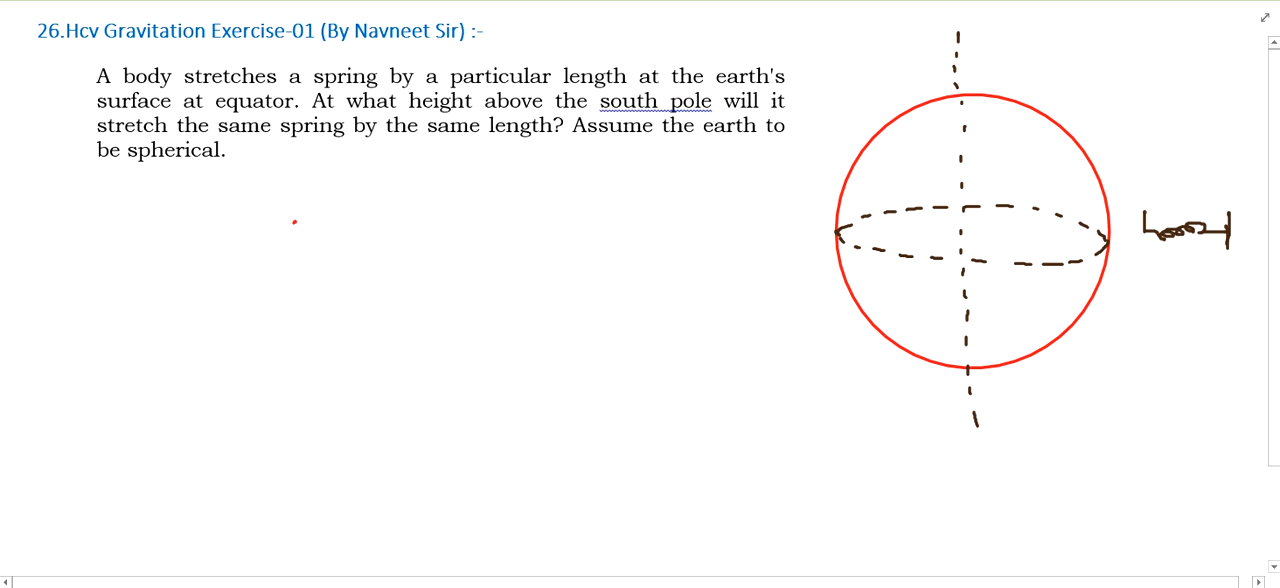 26.Hcv Gravitation Exercise-01 (By Navneet Sir) :-
A body stretches a spring by a particular length at the earth's
surface at equator. At what height above the south pole will it
stretch the same spring by the same length? Assume the earth to
be spherical.